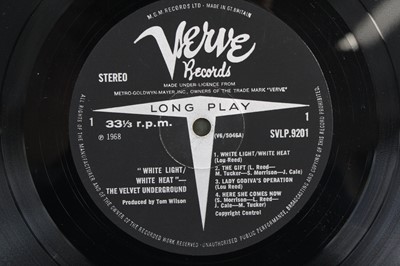 M.G.M. RECORDS LTD. - MADE IN GT. BRITAIN
Verve
Records
STEREO
MADE UNDER LICENCE FROM
METRO-GOLDWYN-MAYER INC., OWNERS OF THE TRADE MARK "VERVE"
LONG PLAY
1
33⅓ r.p.m.
℗ 1968
(V6/5046A)
SVLP.9201
1
"WHITE LIGHT/
WHITE HEAT"—
THE VELVET UNDERGROUND
Produced by Tom Wilson
1. WHITE LIGHT/WHITE HEAT
(Lou Reed)
2. THE GIFT (L. Reed—
M. Tucker—S. Morrison—J. Cale)
3. LADY GODIVA'S OPERATION
(Lou Reed)
4. HERE SHE COMES NOW
(S. Morrison—L. Reed—
J. Cale—M. Tucker)
Copyright Control
ALL RIGHTS OF THE MANUFACTURER AND OF THE OWNER OF THE RECORDED WORK RESERVED
UNAUTHORISED PUBLIC PERFORMANCE, BROADCASTING AND COPYING OF THIS RECORD PROHIBITED